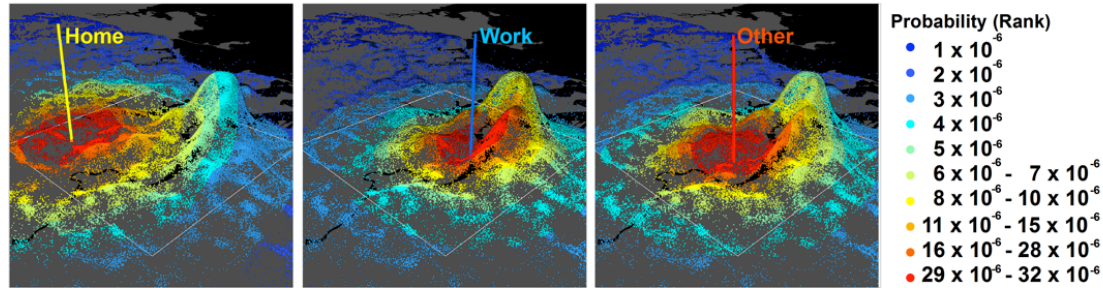 Home
Work
Other
Probability (Rank)
1 x 10⁻⁶
2 x 10⁻⁶
3 x 10⁻⁶
4 x 10⁻⁶
5 x 10⁻⁶
6 x 10⁻⁶ - 7 x 10⁻⁶
8 x 10⁻⁶ - 10 x 10⁻⁶
11 x 10⁻⁶ - 15 x 10⁻⁶
16 x 10⁻⁶ - 28 x 10⁻⁶
29 x 10⁻⁶ - 32 x 10⁻⁶